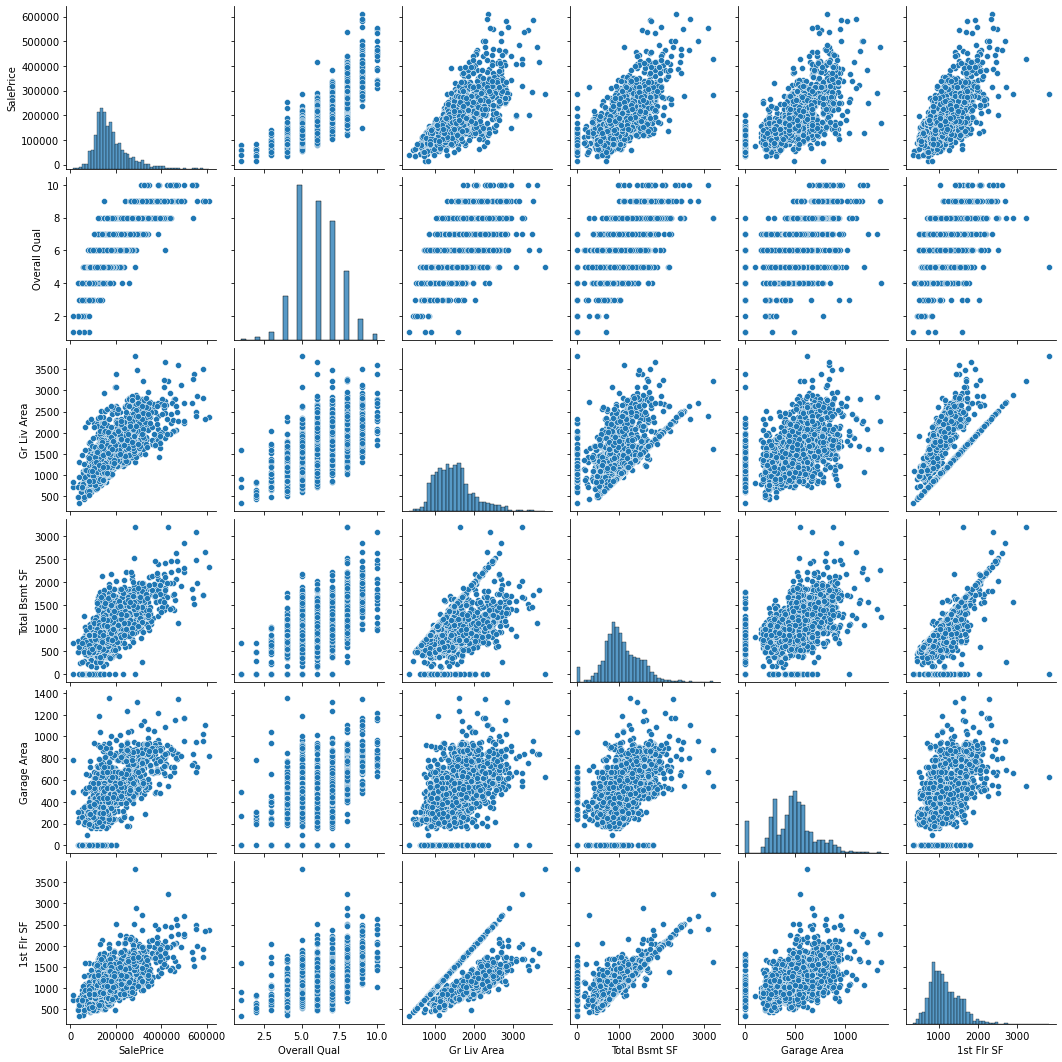 600000
500000
400000
300000
200000
100000
0
SalePrice
10
8
6
4
2
Overall Qual
3500
3000
2500
2000
1500
1000
500
Gr Liv Area
3000
2500
2000
1500
1000
500
0
Total Bsmt SF
1400
1200
1000
800
600
400
200
0
Garage Area
3500
3000
2500
2000
1500
1000
500
1st Flr SF
0 200000 400000 600000
2.5 5.0 7.5 10.0
1000 2000 3000
0 1000 2000 3000
0 500 1000
1000 2000 3000
SalePrice
Overall Qual
Gr Liv Area
Total Bsmt SF
Garage Area
1st Flr SF